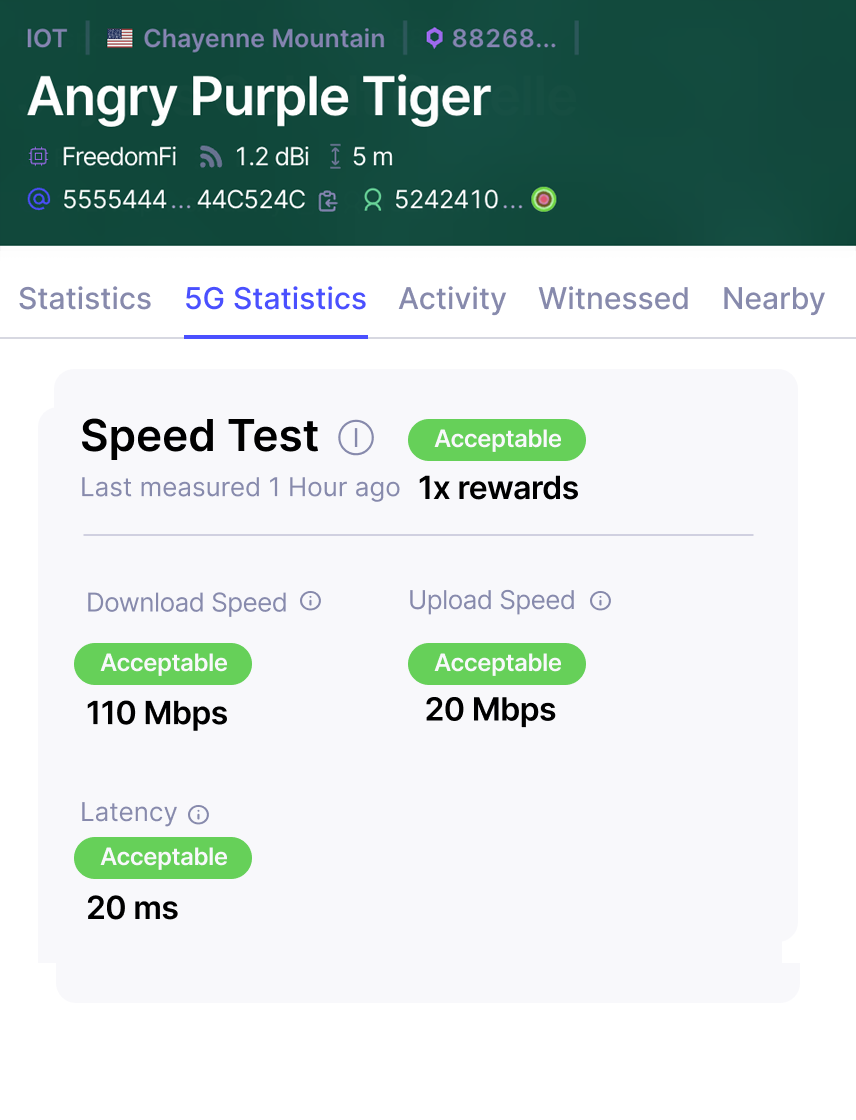 IOT | Chayenne Mountain | 88268... |
Angry Purple Tiger
FreedomFi 1.2 dBi 5 m
5555444...44C524C 5242410...
Statistics 5G Statistics Activity Witnessed Nearby
Speed Test Acceptable
Last measured 1 Hour ago 1x rewards
Download Speed Upload Speed
Acceptable Acceptable
110 Mbps 20 Mbps
Latency
Acceptable
20 ms